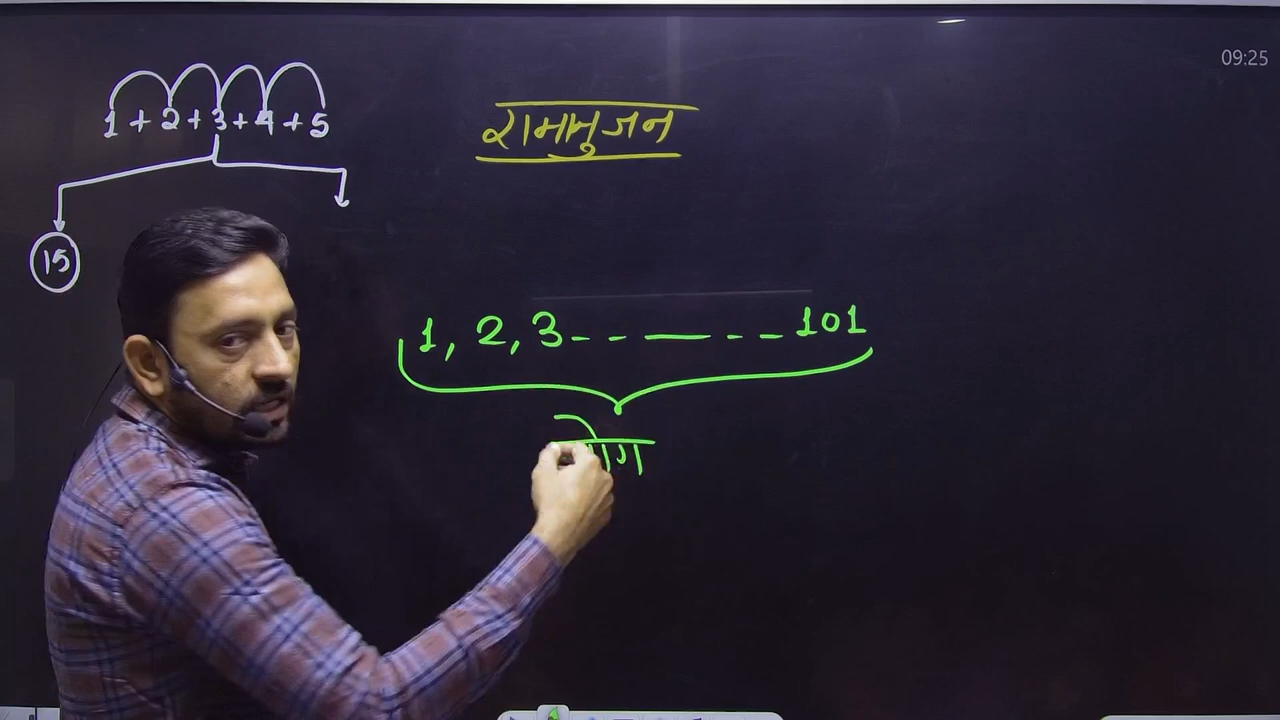 09:25
1 + 2 + 3 + 4 + 5
रामानुजन
15
1, 2, 3 - - — - - 101